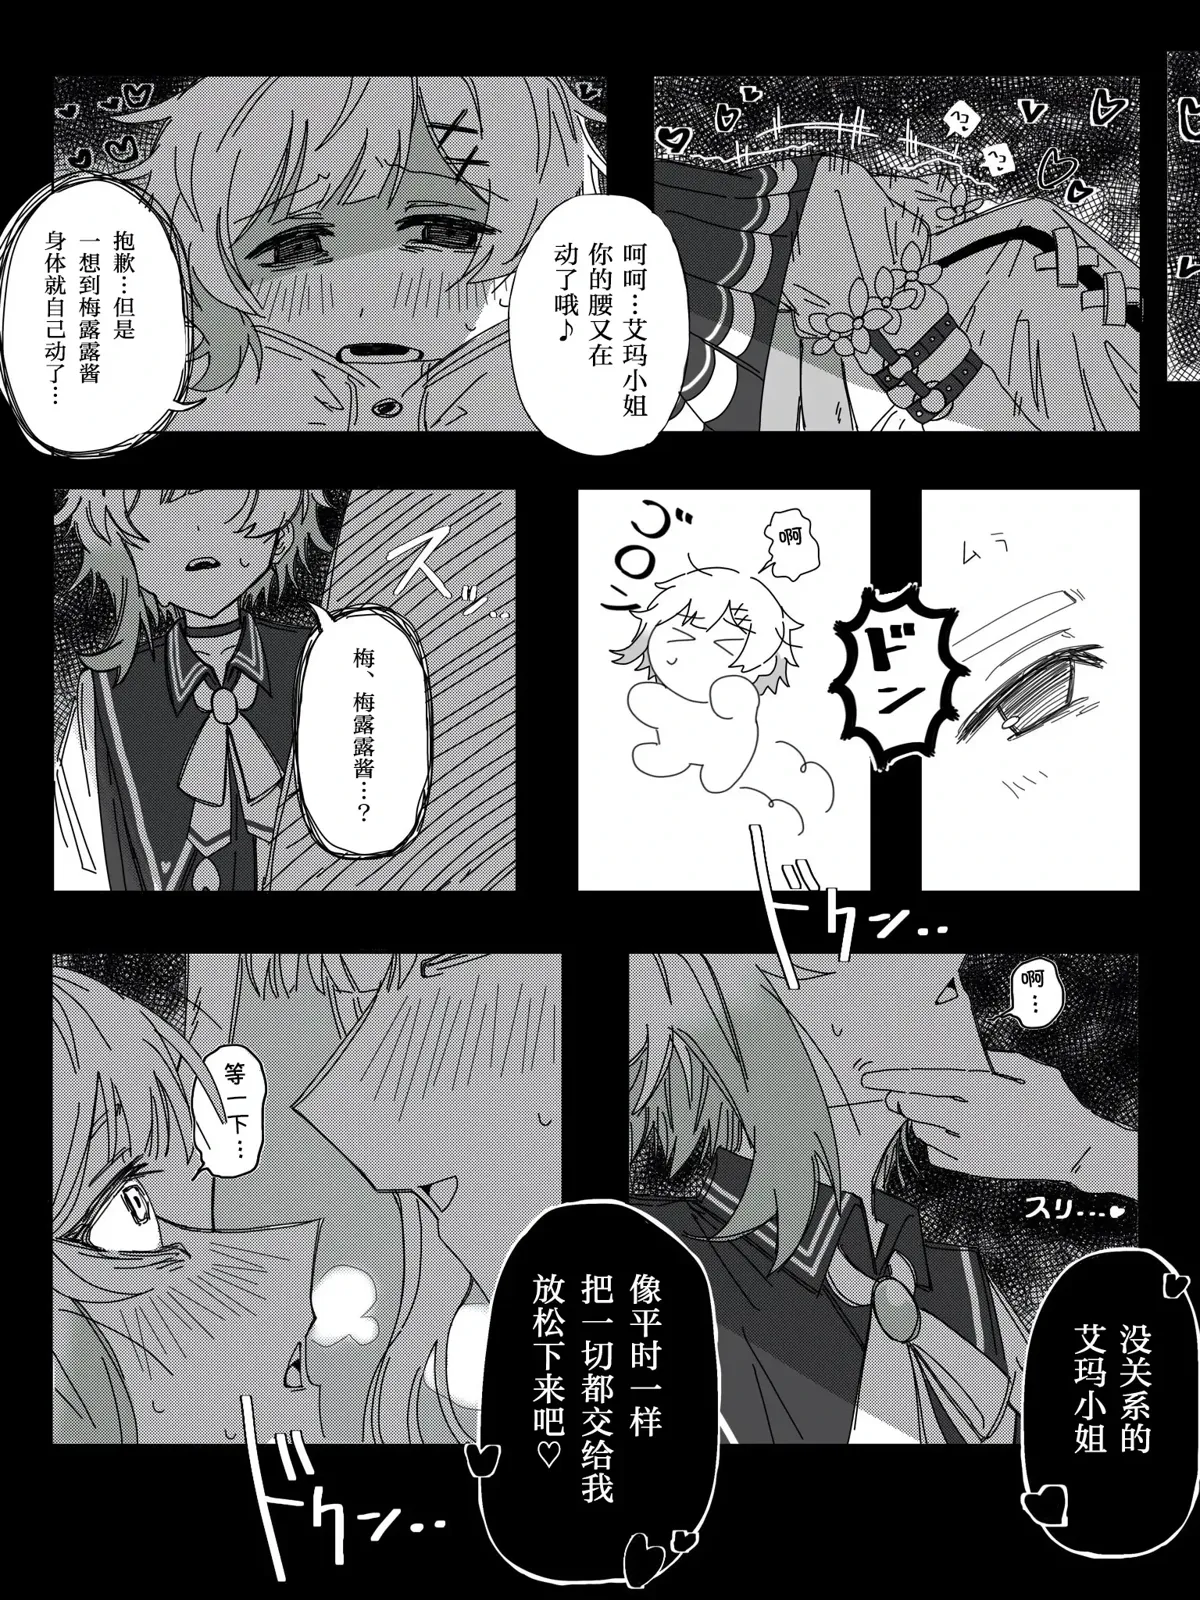 ヘコ♡
ヘコ♡
呵呵…艾玛小姐
你的腰又在
动了哦♪
抱歉…但是
一想到梅露露酱
身体就自己动了…
ムラ
ドン
啊
ゴロン
ドクン..
スッ…
梅、梅露露酱…?
啊…
スリ…♥
没关系的
艾玛小姐
像平时一样
把一切都交给我
放松下来吧♡
等一下…
ドクン..